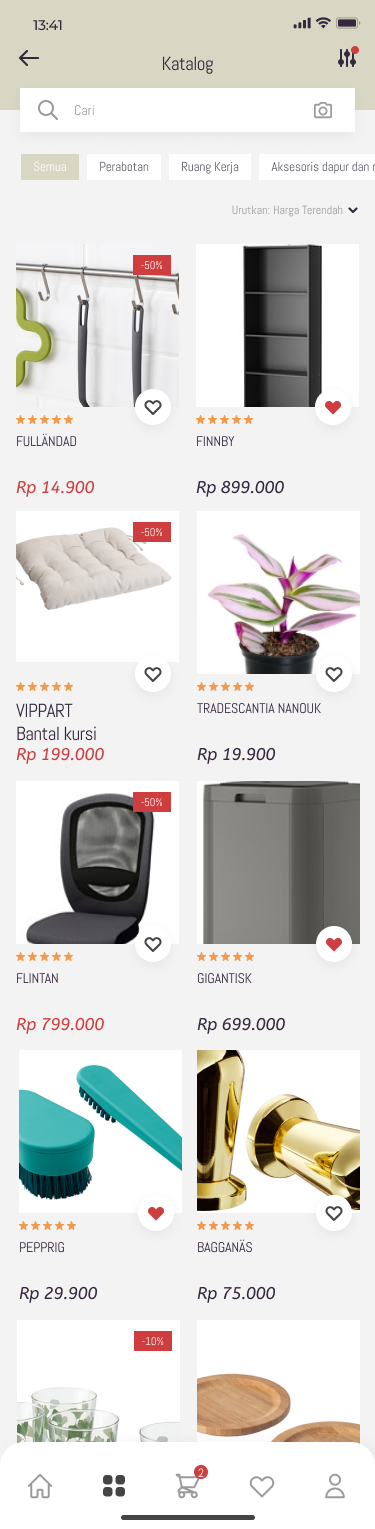 13:41
Katalog
Cari
Semua
Perabotan
Ruang Kerja
Aksesoris dapur dan
Urutkan: Harga Terendah
-50%
FULLÄNDAD
FINNBY
Rp 14.900
Rp 899.000
-50%
VIPPART
Bantal kursi
TRADESCANTIA NANOUK
Rp 199.000
Rp 19.900
-50%
FLINTAN
GIGANTISK
Rp 799.000
Rp 699.000
PEPPRIG
BAGGANÄS
Rp 29.900
Rp 75.000
-10%
2